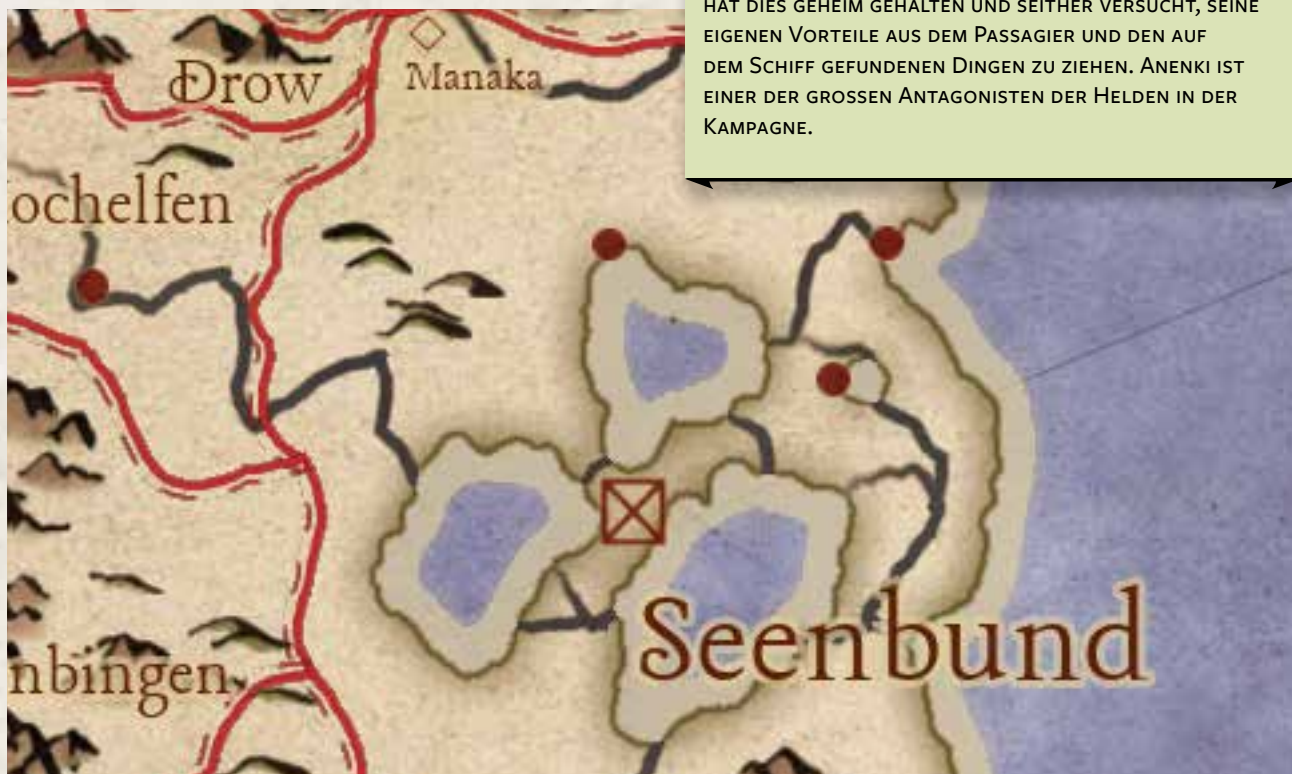 HAT DIES GEHEIM GEHALTEN UND SEITHER VERSUCHT, SEINE
EIGENEN VORTEILE AUS DEM PASSAGIER UND DEN AUF
DEM SCHIFF GEFUNDENEN DINGEN ZU ZIEHEN. ANENKI IST
EINER DER GROSSEN ANTAGONISTEN DER HELDEN IN DER
KAMPAGNE.
Drow
Manaka
ochelfen
Seenbund
nbingen